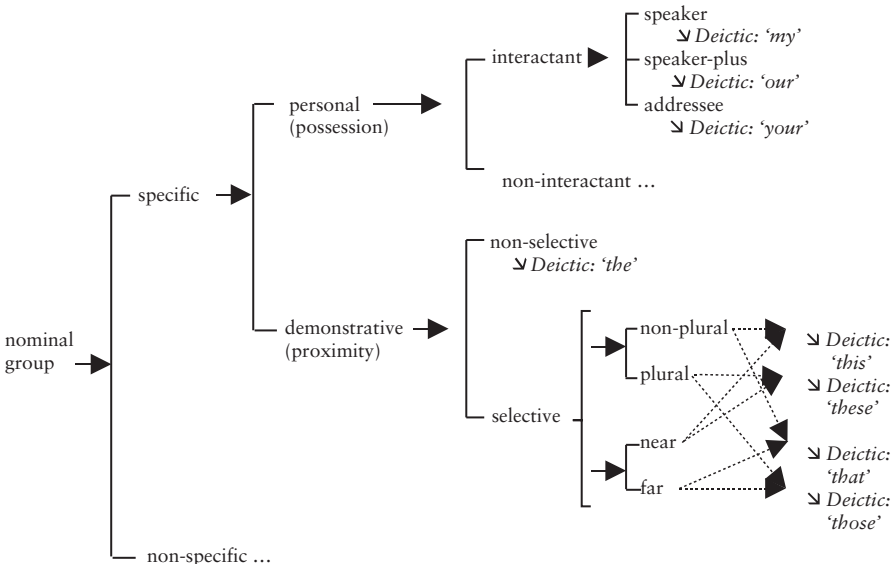 speaker
↘ Deictic: ‘my’
interactant
speaker-plus
↘ Deictic: ‘our’
personal
(possession)
addressee
↘ Deictic: ‘your’
non-interactant …
specific
non-selective
↘ Deictic: ‘the’
nominal
group
demonstrative
(proximity)
non-plural
↘ Deictic:
‘this’
plural
↘ Deictic:
‘these’
selective
near
↘ Deictic:
‘that’
far
↘ Deictic:
‘those’
non-specific …